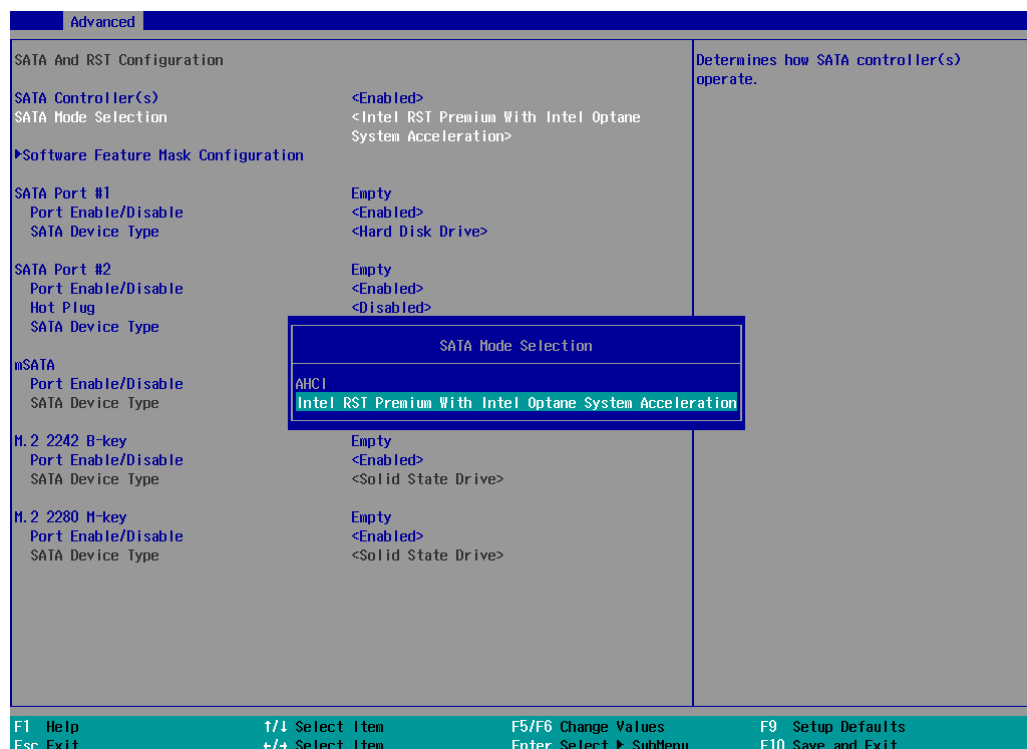 Advanced
SATA And RST Configuration
Determines how SATA controller(s)
operate.
SATA Controller(s) <Enabled>
SATA Mode Selection <Intel RST Premium With Intel Optane
System Acceleration>
▶Software Feature Mask Configuration
SATA Port #1 Empty
Port Enable/Disable <Enabled>
SATA Device Type <Hard Disk Drive>
SATA Port #2 Empty
Port Enable/Disable <Enabled>
Hot Plug <Disabled>
SATA Device Type
mSATA
Port Enable/Disable
SATA Device Type
SATA Mode Selection
AHCI
Intel RST Premium With Intel Optane System Acceleration
M.2 2242 B-key Empty
Port Enable/Disable <Enabled>
SATA Device Type <Solid State Drive>
M.2 2280 M-key Empty
Port Enable/Disable <Enabled>
SATA Device Type <Solid State Drive>
F1 Help ↑/↓ Select Item F5/F6 Change Values F9 Setup Defaults
Esc Exit ←/→ Select Item Enter Select ▶ SubMenu F10 Save and Exit